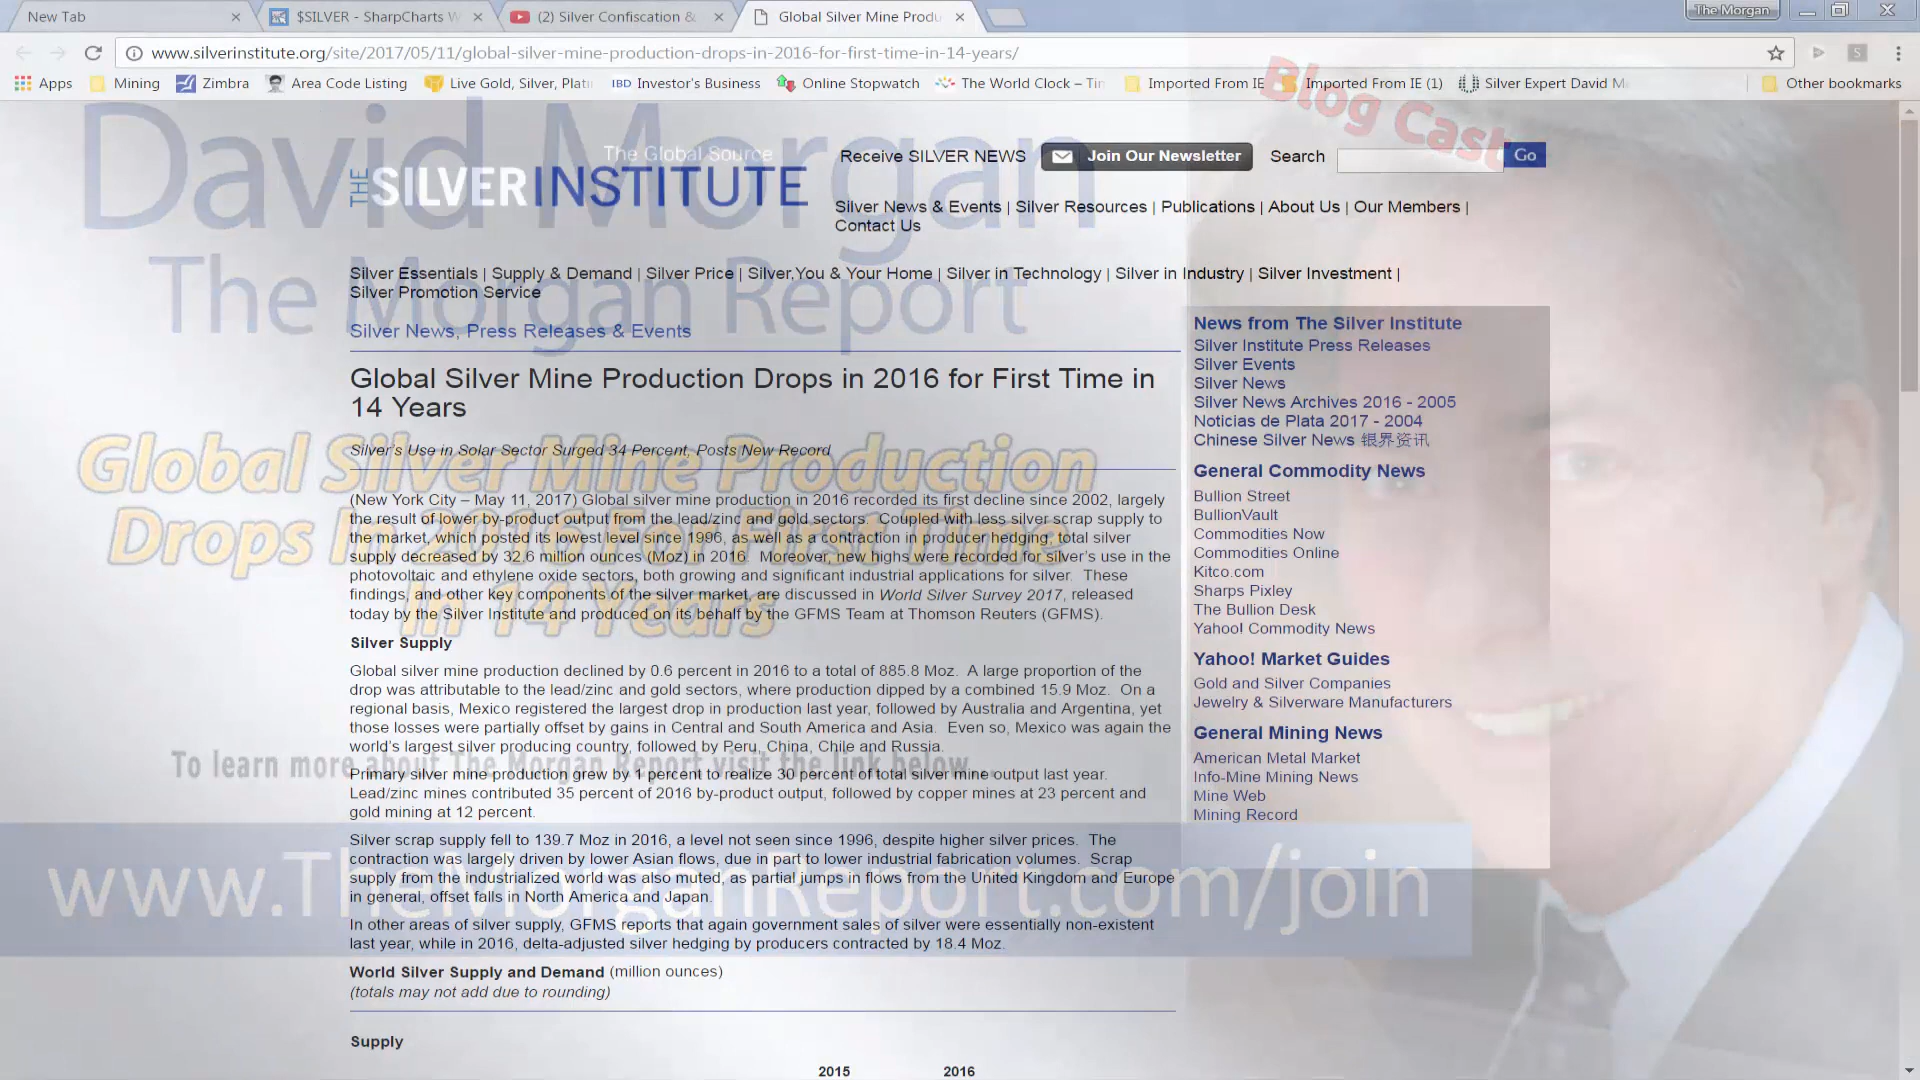 New Tab
$SILVER - SharpCharts W
(2) Silver Confiscation &
Global Silver Mine Produ
The Morgan
www.silverinstitute.org/site/2017/05/11/global-silver-mine-production-drops-in-2016-for-first-time-in-14-years/
Apps
Mining
Zimbra
Area Code Listing
Live Gold, Silver, Plati
IBD Investor's Business
Online Stopwatch
The World Clock – Tim
Imported From IE
Imported From IE (1)
Silver Expert David M
Other bookmarks
Blog Cast
David Morgan
The Morgan Report
The Global Source
THE SILVERINSTITUTE
Receive SILVER NEWS
Join Our Newsletter
Search
Go
Silver News & Events | Silver Resources | Publications | About Us | Our Members |
Contact Us
Silver Essentials | Supply & Demand | Silver Price | Silver,You & Your Home | Silver in Technology | Silver in Industry | Silver Investment |
Silver Promotion Service
Silver News, Press Releases & Events
Global Silver Mine Production Drops in 2016 for First Time in
14 Years
Silver's Use in Solar Sector Surged 34 Percent, Posts New Record
Global Silver Mine Production
Drops In 2016 For First Time
In 14 Years
(New York City – May 11, 2017) Global silver mine production in 2016 recorded its first decline since 2002, largely
the result of lower by-product output from the lead/zinc and gold sectors.  Coupled with less silver scrap supply to
the market, which posted its lowest level since 1996, as well as a contraction in producer hedging, total silver
supply decreased by 32.6 million ounces (Moz) in 2016.  Moreover, new highs were recorded for silver's use in the
photovoltaic and ethylene oxide sectors, both growing and significant industrial applications for silver.  These
findings, and other key components of the silver market, are discussed in World Silver Survey 2017, released
today by the Silver Institute and produced on its behalf by the GFMS Team at Thomson Reuters (GFMS).
Silver Supply
Global silver mine production declined by 0.6 percent in 2016 to a total of 885.8 Moz.  A large proportion of the
drop was attributable to the lead/zinc and gold sectors, where production dipped by a combined 15.9 Moz.  On a
regional basis, Mexico registered the largest drop in production last year, followed by Australia and Argentina, yet
those losses were partially offset by gains in Central and South America and Asia.  Even so, Mexico was again the
world's largest silver producing country, followed by Peru, China, Chile and Russia.
To learn more about The Morgan Report visit the link below...
Primary silver mine production grew by 1 percent to realize 30 percent of total silver mine output last year.
Lead/zinc mines contributed 35 percent of 2016 by-product output, followed by copper mines at 23 percent and
gold mining at 12 percent.
Silver scrap supply fell to 139.7 Moz in 2016, a level not seen since 1996, despite higher silver prices.  The
contraction was largely driven by lower Asian flows, due in part to lower industrial fabrication volumes.  Scrap
supply from the industrialized world was also muted, as partial jumps in flows from the United Kingdom and Europe
in general, offset falls in North America and Japan.
www.TheMorganReport.com/join
In other areas of silver supply, GFMS reports that again government sales of silver were essentially non-existent
last year, while in 2016, delta-adjusted silver hedging by producers contracted by 18.4 Moz.
World Silver Supply and Demand (million ounces)
(totals may not add due to rounding)
Supply
2015 2016
News from The Silver Institute
Silver Institute Press Releases
Silver Events
Silver News
Silver News Archives 2016 - 2005
Noticias de Plata 2017 - 2004
Chinese Silver News 银界资讯
General Commodity News
Bullion Street
BullionVault
Commodities Now
Commodities Online
Kitco.com
Sharps Pixley
The Bullion Desk
Yahoo! Commodity News
Yahoo! Market Guides
Gold and Silver Companies
Jewelry & Silverware Manufacturers
General Mining News
American Metal Market
Info-Mine Mining News
Mine Web
Mining Record